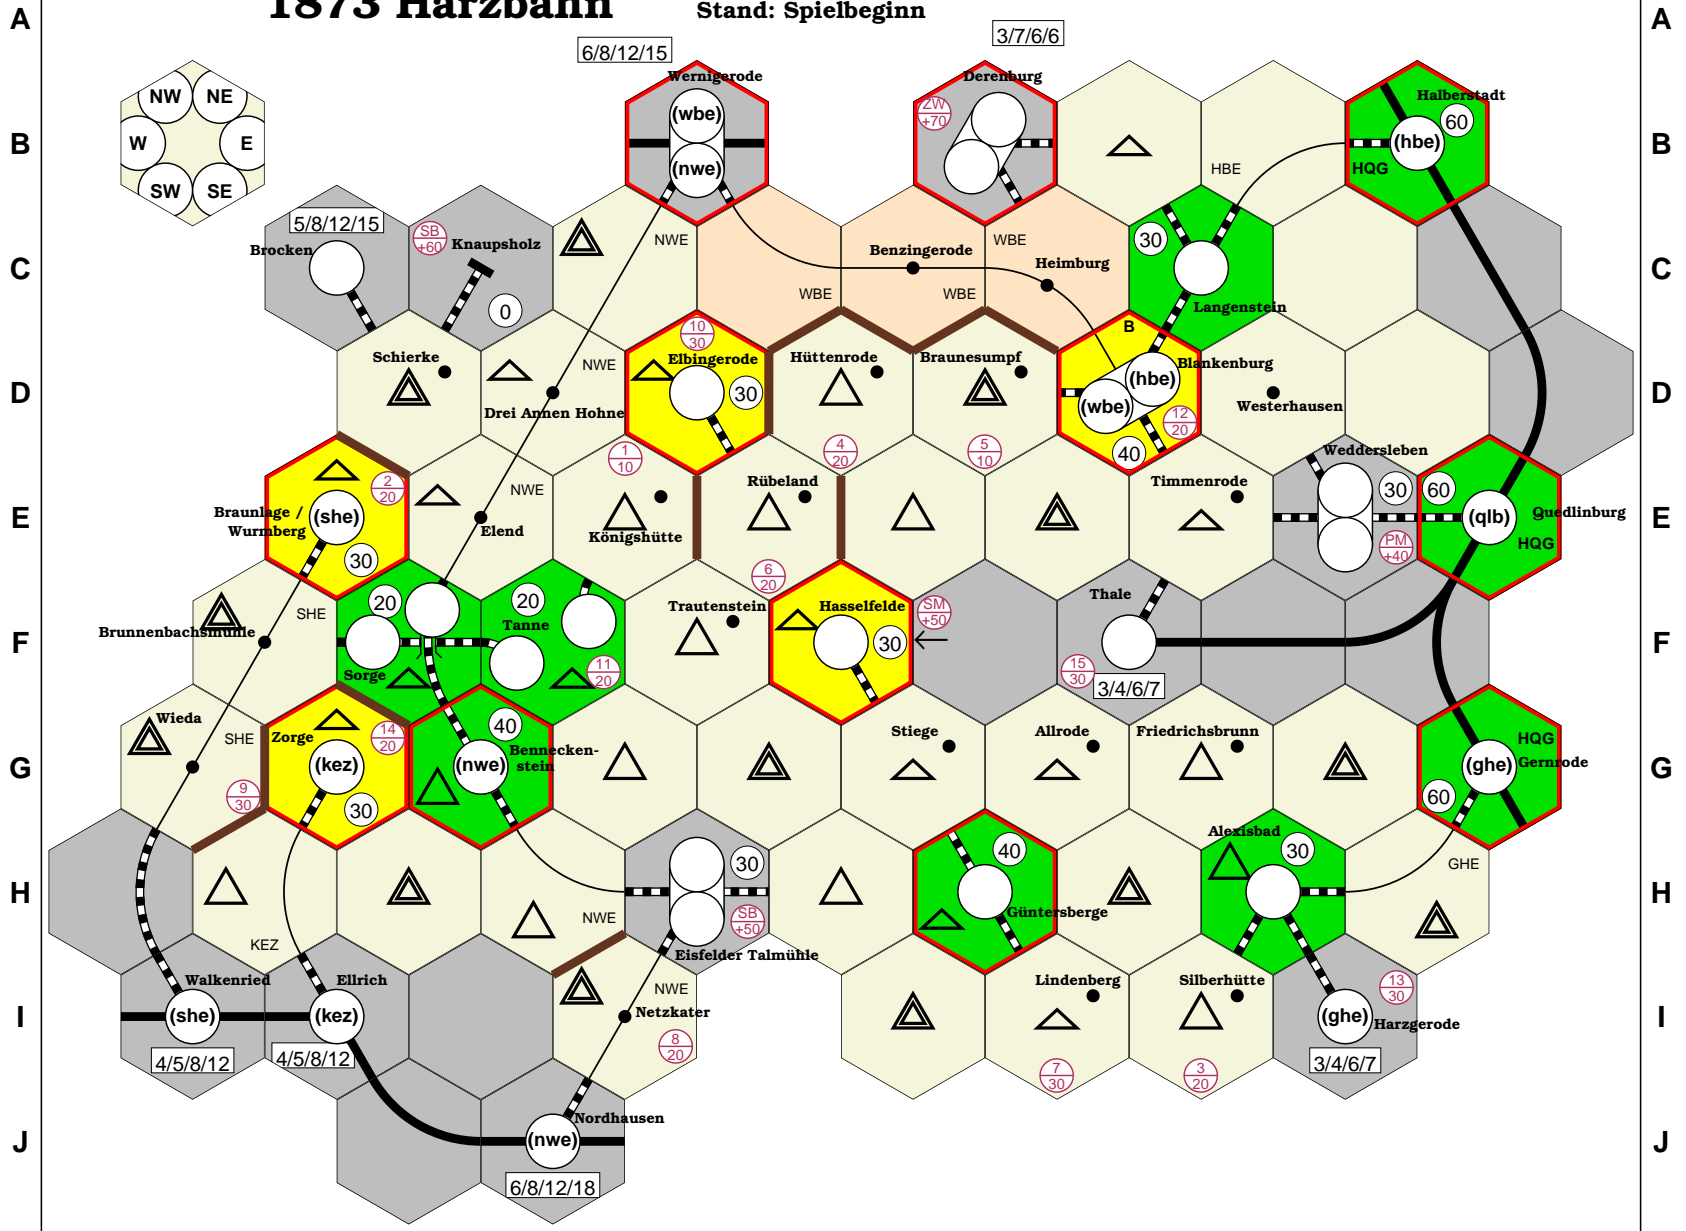 1873 Harzbahn
Stand: Spielbeginn
A
A
6/8/12/15
3/7/6/6
Wernigerode
Derenburg
Halberstadt
NW
NE
W
E
SW
SE
B
B
(wbe)
(nwe)
ZW
+70
HBE
60
(hbe)
HQG
5/8/12/15
Brocken
SB
+60
Knaupsholz
0
NWE
C
C
Benzingerode
WBE
Heimburg
WBE
WBE
30
Langenstein
Schierke
NWE
10
30
Elbingerode
30
Hüttenrode
Braunesumpf
B
Blankenburg
(hbe)
(wbe)
12
20
40
D
D
Drei Annen Hohne
Westerhausen
1
10
4
20
5
10
Weddersleben
2
20
NWE
Braunlage /
Wurmberg
(she)
30
E
E
Elend
Königshütte
Rübeland
Timmenrode
30
60
(qlb)
Quedlinburg
PM
+40
HQG
6
20
SHE
20
20
Tanne
Trautenstein
Hasselfelde
30
SM
+50
Thale
Brunnenbachsmühle
F
F
Sorge
11
20
15
30
3/4/6/7
Wieda
SHE
Zorge
14
20
40
Bennecken-
stein
(kez)
(nwe)
Stiege
Allrode
Friedrichsbrunn
HQG
Gernrode
(ghe)
G
G
9
30
30
60
Alexisbad
30
40
30
GHE
H
H
NWE
SB
+50
Güntersberge
KEZ
Eisfelder Talmühle
Walkenried
Ellrich
NWE
Lindenberg
Silberhütte
13
30
I
I
(she)
(kez)
Netzkater
(ghe)
Harzgerode
4/5/8/12
4/5/8/12
8
20
7
30
3
20
3/4/6/7
Nordhausen
J
J
(nwe)
6/8/12/18